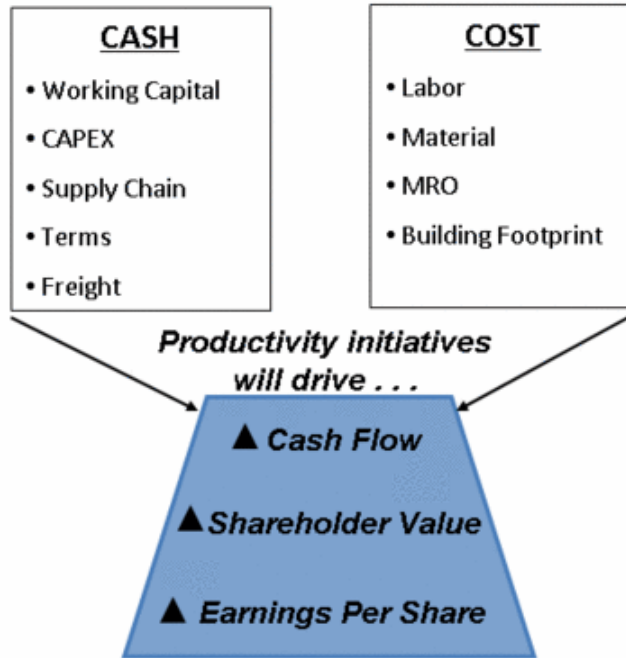 CASH
• Working Capital
• CAPEX
• Supply Chain
• Terms
• Freight
COST
• Labor
• Material
• MRO
• Building Footprint
Productivity initiatives
will drive . . .
▲ Cash Flow
▲ Shareholder Value
▲ Earnings Per Share